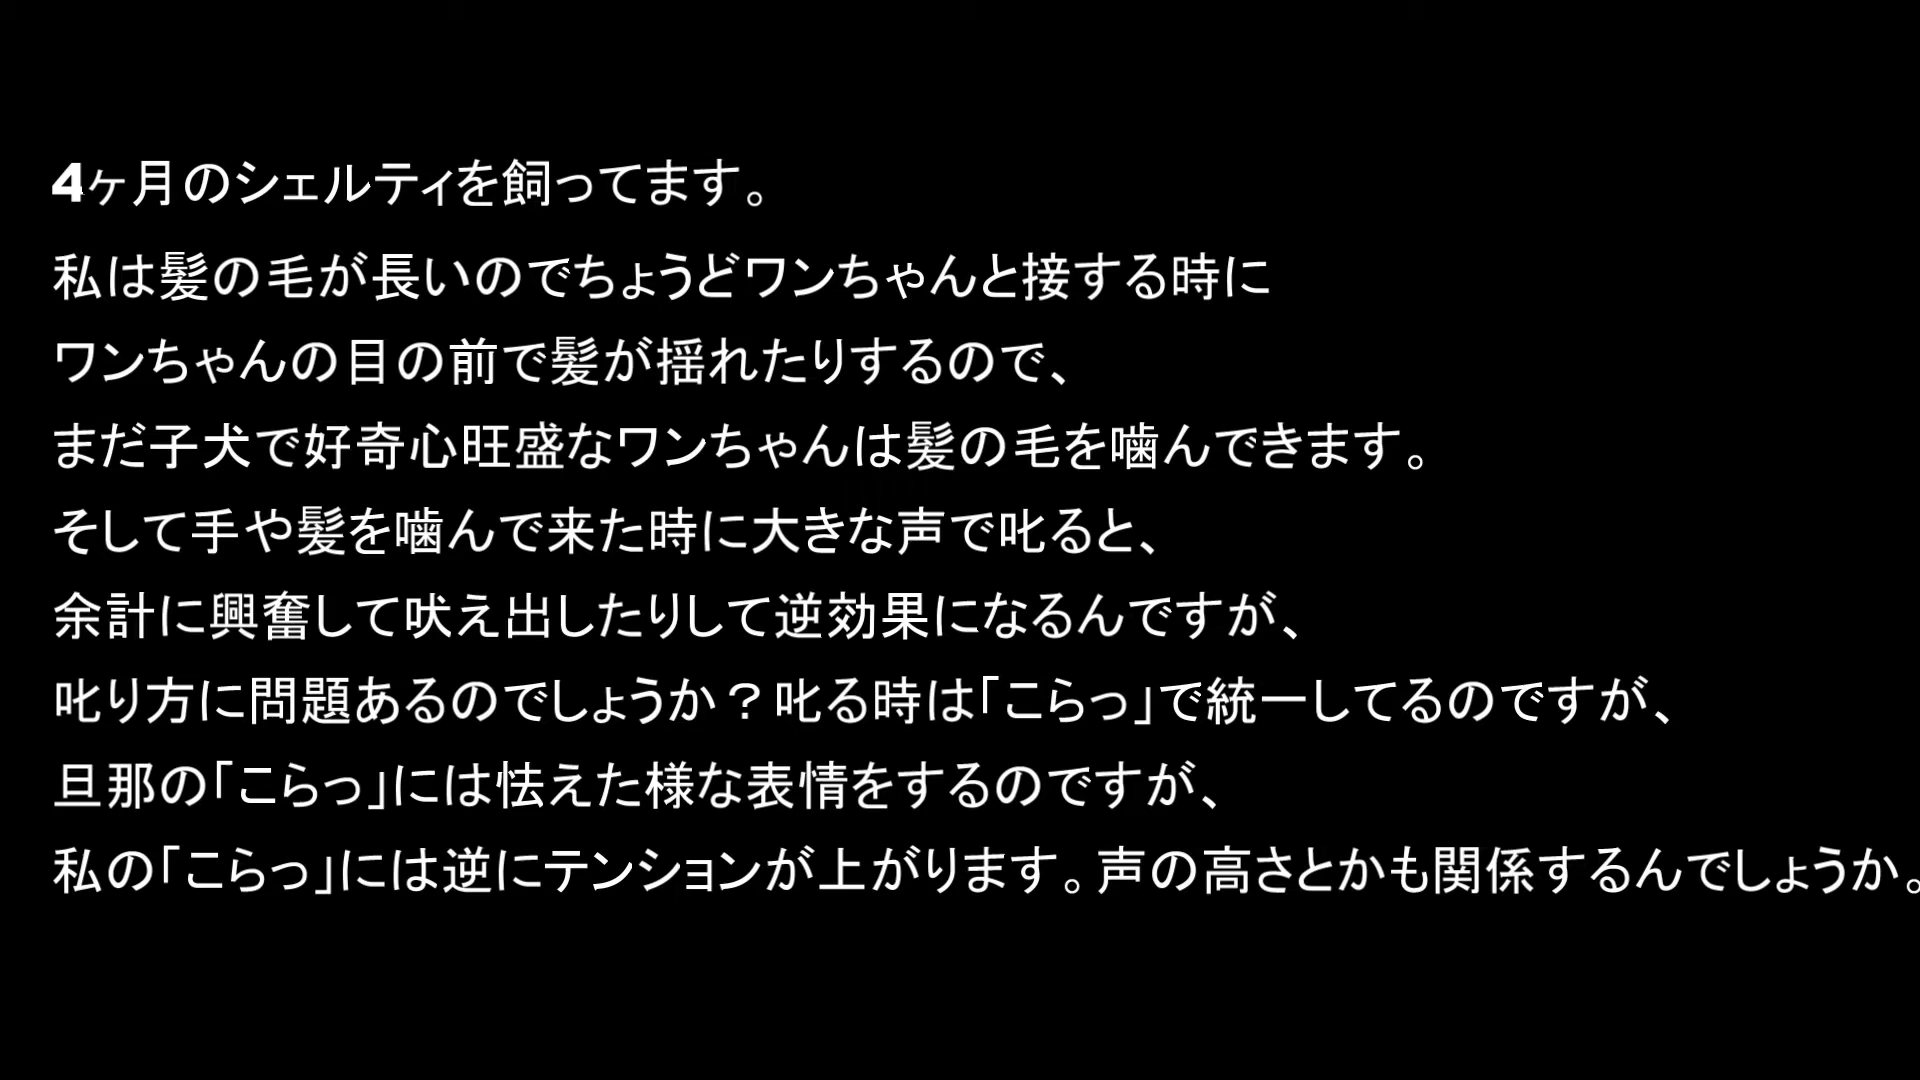 4ヶ月のシェルティを飼ってます。
私は髪の毛が長いのでちょうどワンちゃんと接する時に
ワンちゃんの目の前で髪が揺れたりするので、
まだ子犬で好奇心旺盛なワンちゃんは髪の毛を噛んできます。
そして手や髪を噛んで来た時に大きな声で叱ると、
余計に興奮して吠え出したりして逆効果になるんですが、
叱り方に問題あるのでしょうか？叱る時は「こらっ」で統一してるのですが、
旦那の「こらっ」には怯えた様な表情をするのですが、
私の「こらっ」には逆にテンションが上がります。声の高さとかも関係するんでしょうか。